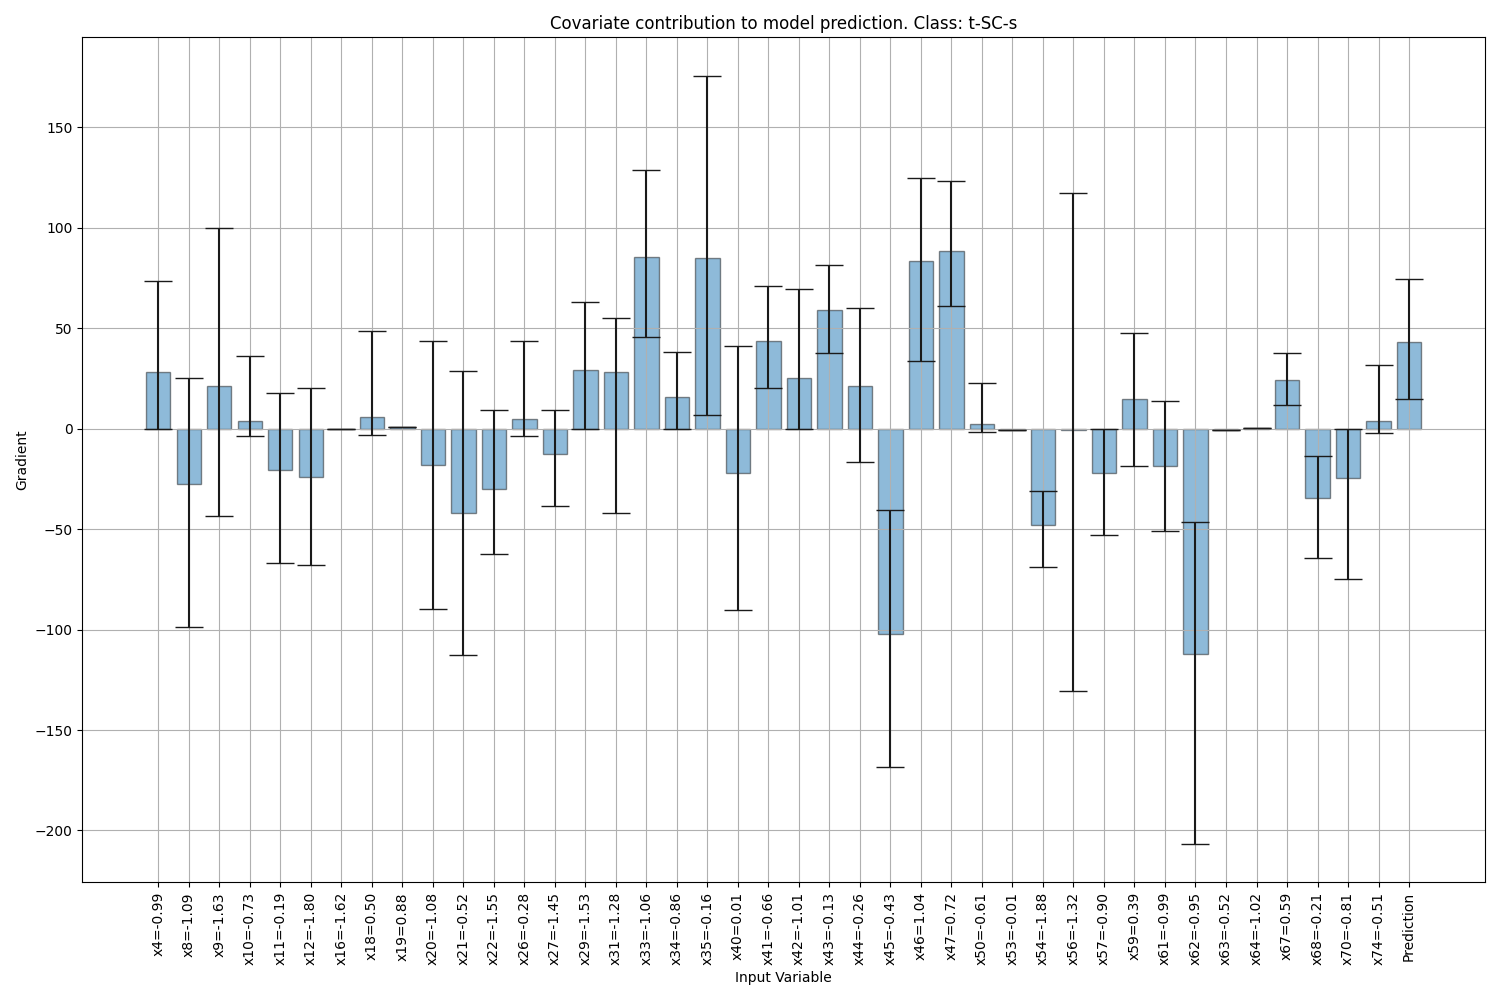 Covariate contribution to model prediction. Class: t-SC-s
Gradient
150
100
50
0
−50
−100
−150
−200
x4=-0.99
x8=-1.09
x9=-1.63
x10=-0.73
x11=-0.19
x12=-1.80
x16=-1.62
x18=0.50
x19=0.88
x20=-1.08
x21=-0.52
x22=-1.55
x26=-0.28
x27=-1.45
x29=-1.53
x31=-1.28
x33=-1.06
x34=-0.86
x35=-0.16
x40=0.01
x41=-0.66
x42=-1.01
x43=-0.13
x44=-0.26
x45=-0.43
x46=1.04
x47=0.72
x50=-0.61
x53=-0.01
x54=-1.88
x56=-1.32
x57=-0.90
x59=0.39
x61=-0.99
x62=-0.95
x63=-0.52
x64=-1.02
x67=0.59
x68=-0.21
x70=-0.81
x74=-0.51
Prediction
Input Variable